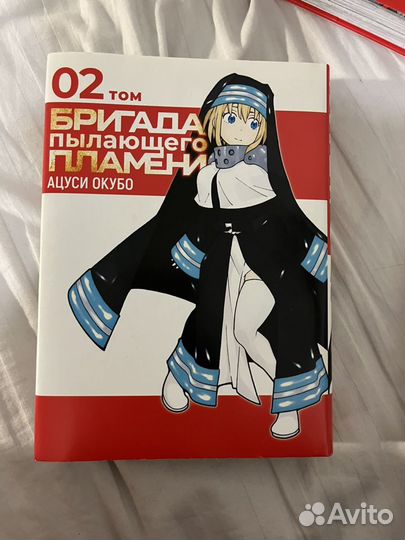 02 том
БРИГАДА
пылающего
ПЛАМЕНИ
АЦУСИ ОКУБО
Avito